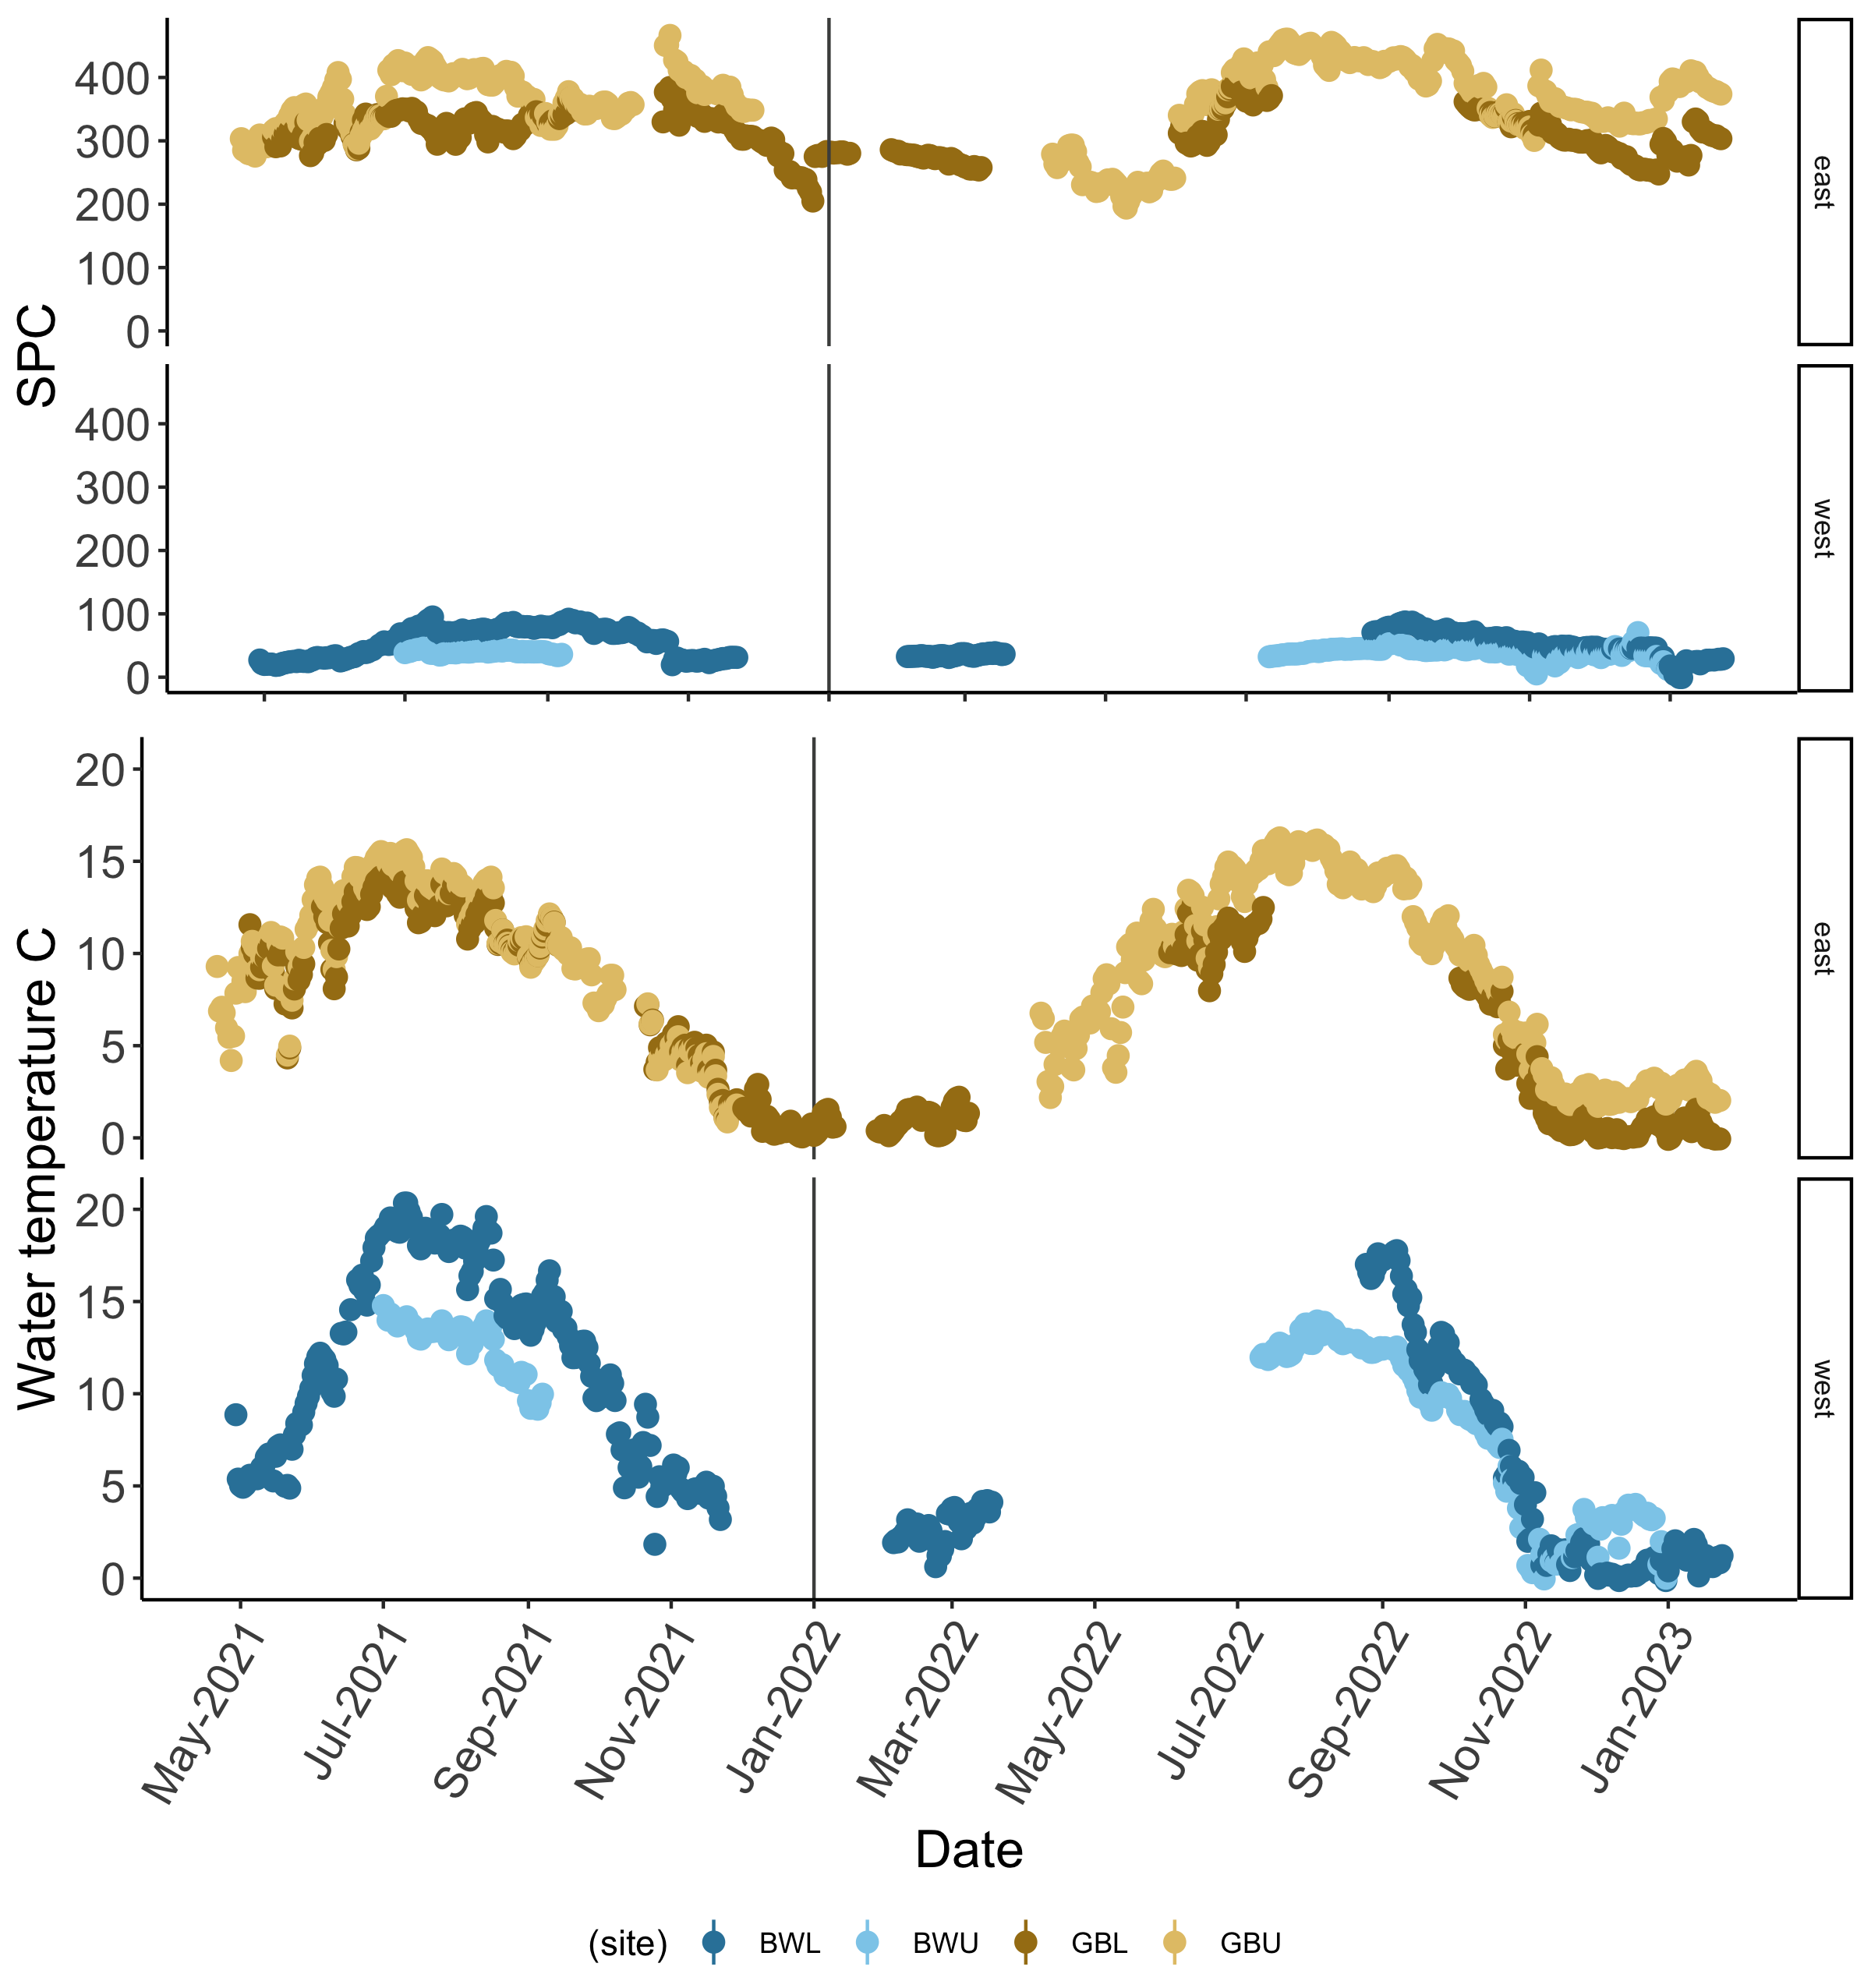 SPC
400
300
200
100
0
east
400
300
200
100
0
west
Water temperature C
20
15
10
5
0
east
20
15
10
5
0
west
May-2021
Jul-2021
Sep-2021
Nov-2021
Jan-2022
Mar-2022
May-2022
Jul-2022
Sep-2022
Nov-2022
Jan-2023
Date
(site) BWL BWU GBL GBU